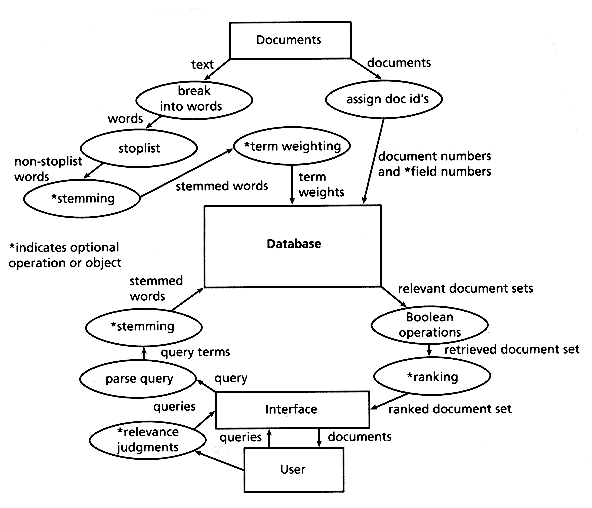 Documents
text
documents
break
into words
assign doc id's
words
stoplist
*term weighting
non-stoplist
words
document numbers
and *field numbers
stemmed words
term
weights
*stemming
Database
*indicates optional
operation or object
stemmed
words
relevant document sets
*stemming
Boolean
operations
query terms
retrieved document set
parse query
query
*ranking
queries
Interface
ranked document set
*relevance
judgments
queries
documents
User